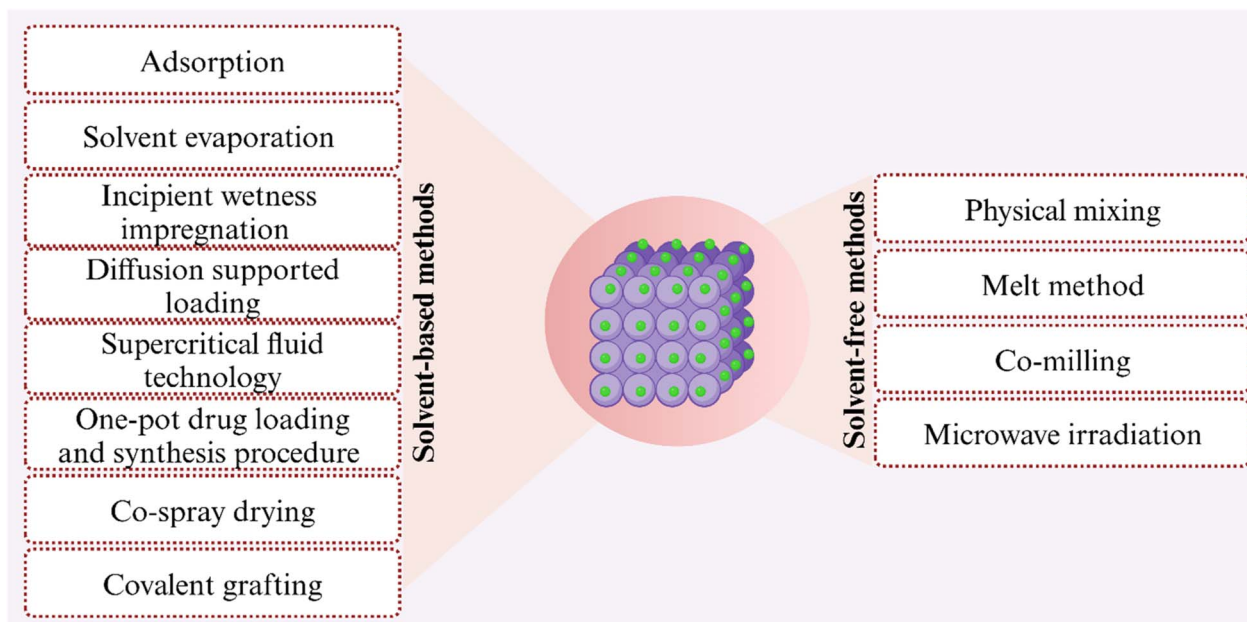 Adsorption
Solvent evaporation
Incipient wetness
impregnation
Diffusion supported
loading
Supercritical fluid
technology
One-pot drug loading
and synthesis procedure
Co-spray drying
Covalent grafting
Solvent-based methods
Solvent-free methods
Physical mixing
Melt method
Co-milling
Microwave irradiation